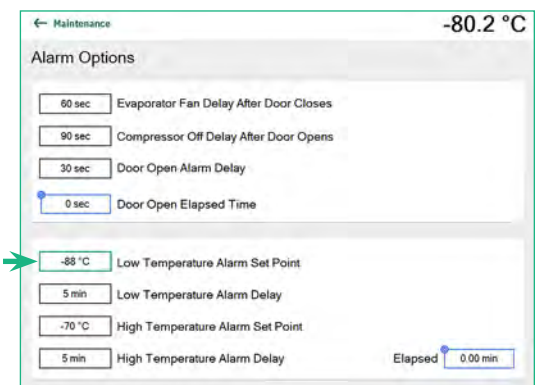 ← Maintenance -80.2 °C
Alarm Options
60 sec Evaporator Fan Delay After Door Closes
90 sec Compressor Off Delay After Door Opens
30 sec Door Open Alarm Delay
0 sec Door Open Elapsed Time
-88 °C Low Temperature Alarm Set Point
5 min Low Temperature Alarm Delay
-70 °C High Temperature Alarm Set Point
5 min High Temperature Alarm Delay Elapsed 0.00 min